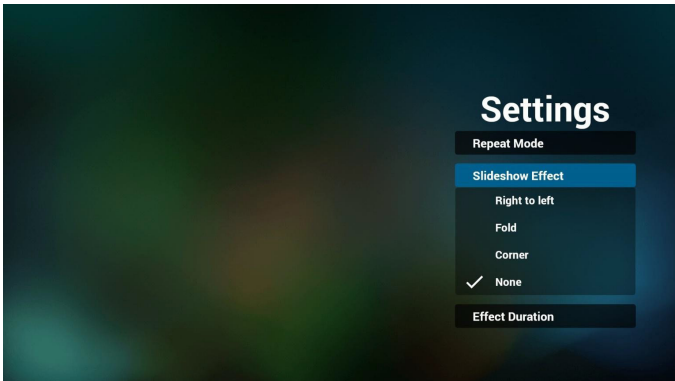 Settings
Repeat Mode
Slideshow Effect
Right to left
Fold
Corner
None
Effect Duration